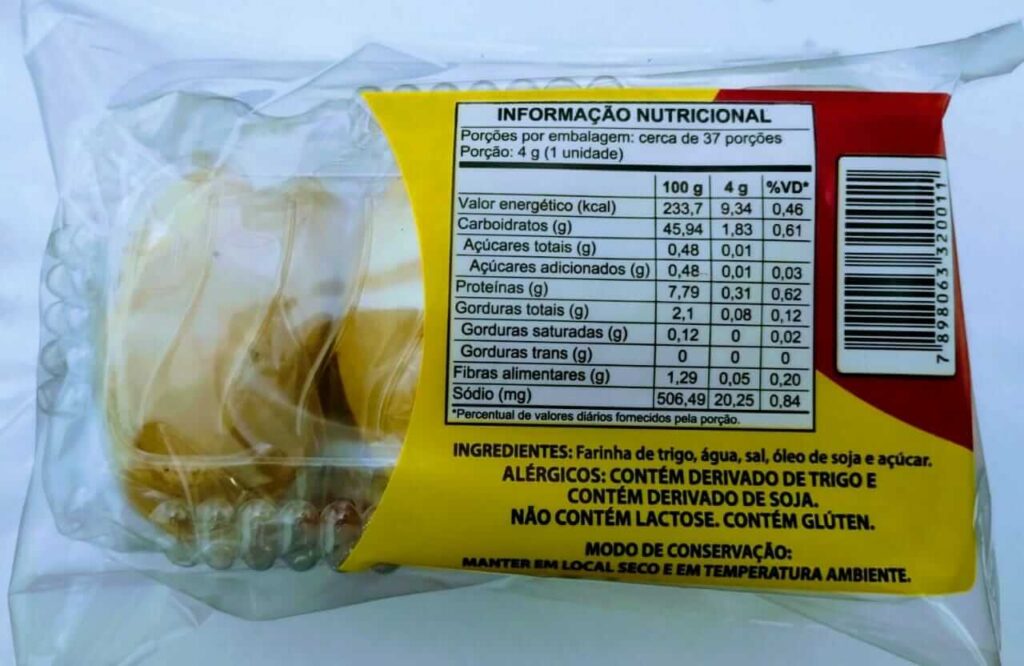 INFORMAÇÃO NUTRICIONAL
Porções por embalagem: cerca de 37 porções
Porção: 4 g (1 unidade)
100 g 4 g %VD*
Valor energético (kcal) 233,7 9,34 0,46
Carboidratos (g) 45,94 1,83 0,61
Açúcares totais (g) 0,48 0,01
Açúcares adicionados (g) 0,48 0,01 0,03
Proteínas (g) 7,79 0,31 0,62
Gorduras totais (g) 2,1 0,08 0,12
Gorduras saturadas (g) 0,12 0 0,02
Gorduras trans (g) 0 0 0
Fibras alimentares (g) 1,29 0,05 0,20
Sódio (mg) 506,49 20,25 0,84
*Percentual de valores diários fornecidos pela porção.
INGREDIENTES: Farinha de trigo, água, sal, óleo de soja e açúcar.
ALÉRGICOS: CONTÉM DERIVADO DE TRIGO E
CONTÉM DERIVADO DE SOJA.
NÃO CONTÉM LACTOSE. CONTÉM GLÚTEN.
MODO DE CONSERVAÇÃO:
MANTER EM LOCAL SECO E EM TEMPERATURA AMBIENTE.
7 898063 320011